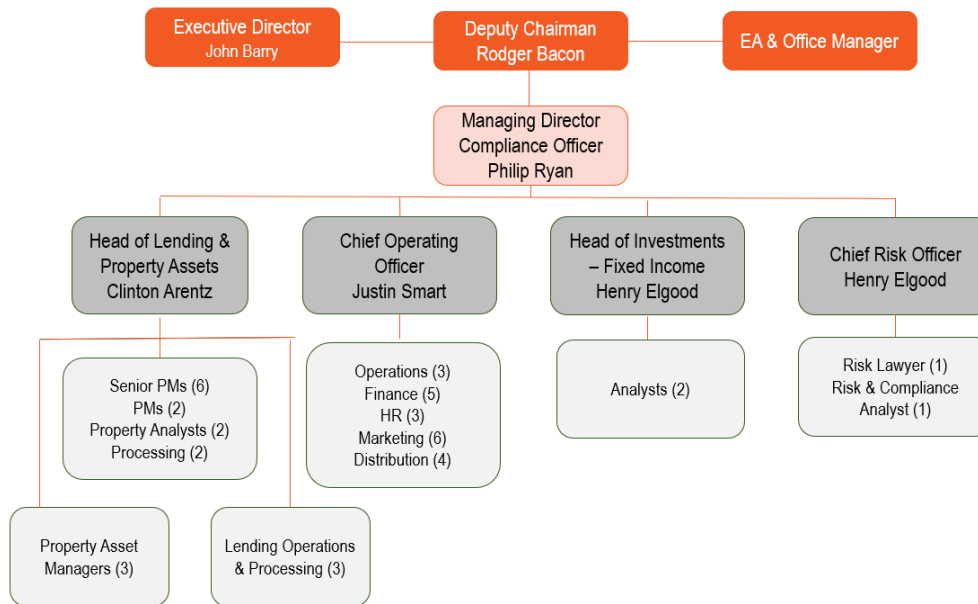 Executive Director
John Barry
Deputy Chairman
Rodger Bacon
EA & Office Manager
Managing Director
Compliance Officer
Philip Ryan
Head of Lending &
Property Assets
Clinton Arentz
Chief Operating
Officer
Justin Smart
Head of Investments
– Fixed Income
Henry Elgood
Chief Risk Officer
Henry Elgood
Senior PMs (6)
PMs (2)
Property Analysts (2)
Processing (2)
Operations (3)
Finance (5)
HR (3)
Marketing (6)
Distribution (4)
Analysts (2)
Risk Lawyer (1)
Risk & Compliance
Analyst (1)
Property Asset
Managers (3)
Lending Operations
& Processing (3)